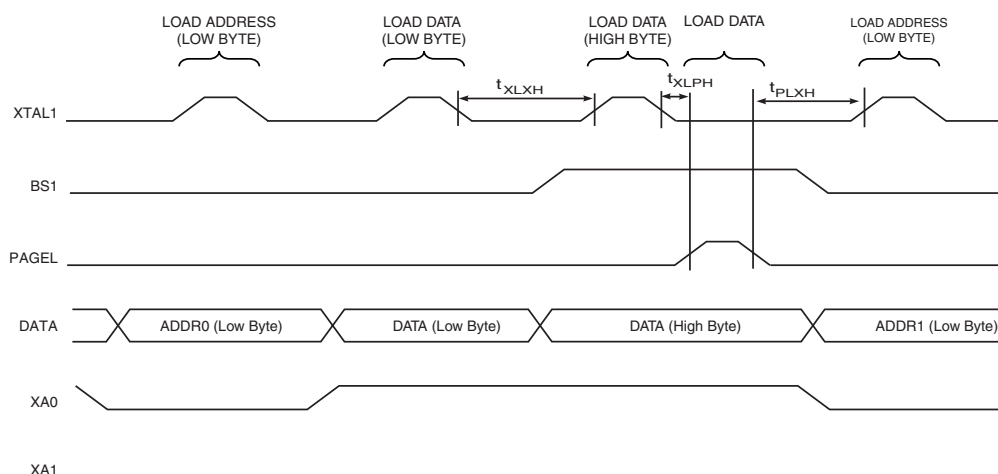 LOAD ADDRESS
(LOW BYTE)
LOAD DATA
(LOW BYTE)
LOAD DATA
(HIGH BYTE)
LOAD DATA
LOAD ADDRESS
(LOW BYTE)
tXLXH
tXLPH
tPLXH
XTAL1
BS1
PAGEL
DATA
ADDR0 (Low Byte)
DATA (Low Byte)
DATA (High Byte)
ADDR1 (Low Byte)
XA0
XA1